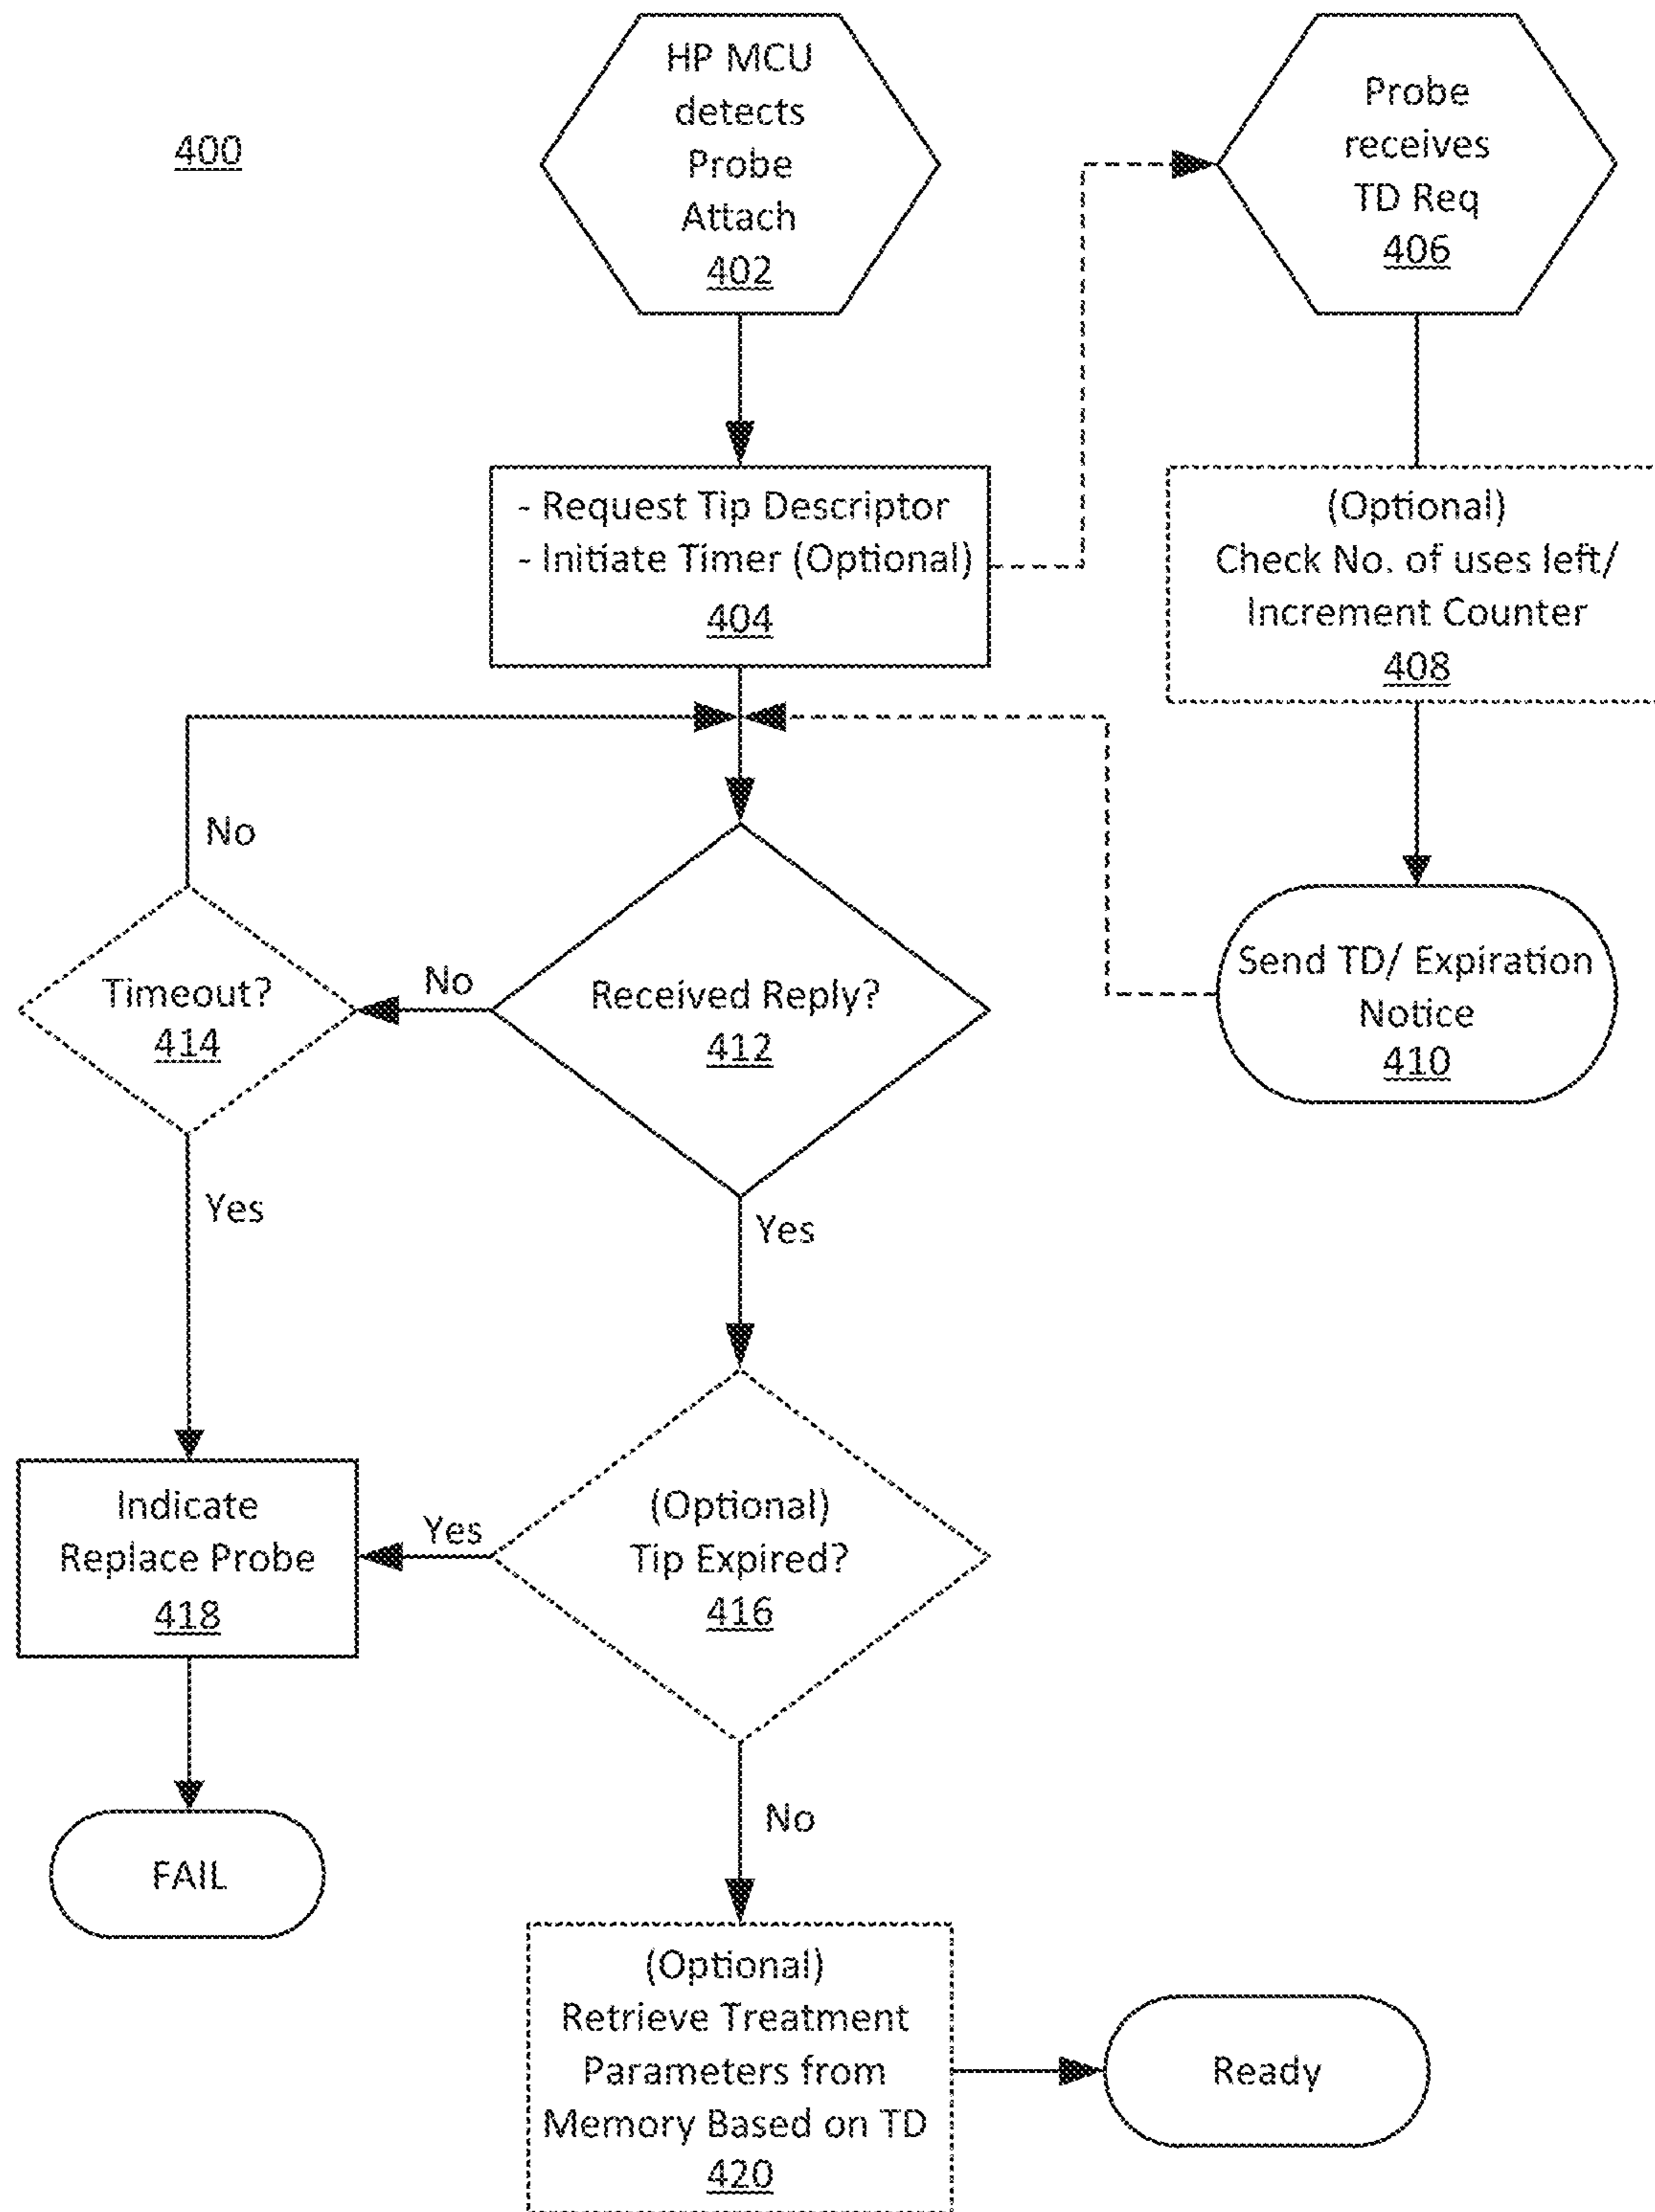 400
HP MCU
detects
Probe
Attach
402
Probe
receives
TD Req
406
- Request Tip Descriptor
- Initiate Timer (Optional)
404
(Optional)
Check No. of uses left/
Increment Counter
408
No
Timeout?
414
No
Received Reply?
412
Send TD/ Expiration
Notice
410
Yes
Yes
Indicate
Replace Probe
418
Yes
(Optional)
Tip Expired?
416
No
FAIL
(Optional)
Retrieve Treatment
Parameters from
Memory Based on TD
420
Ready